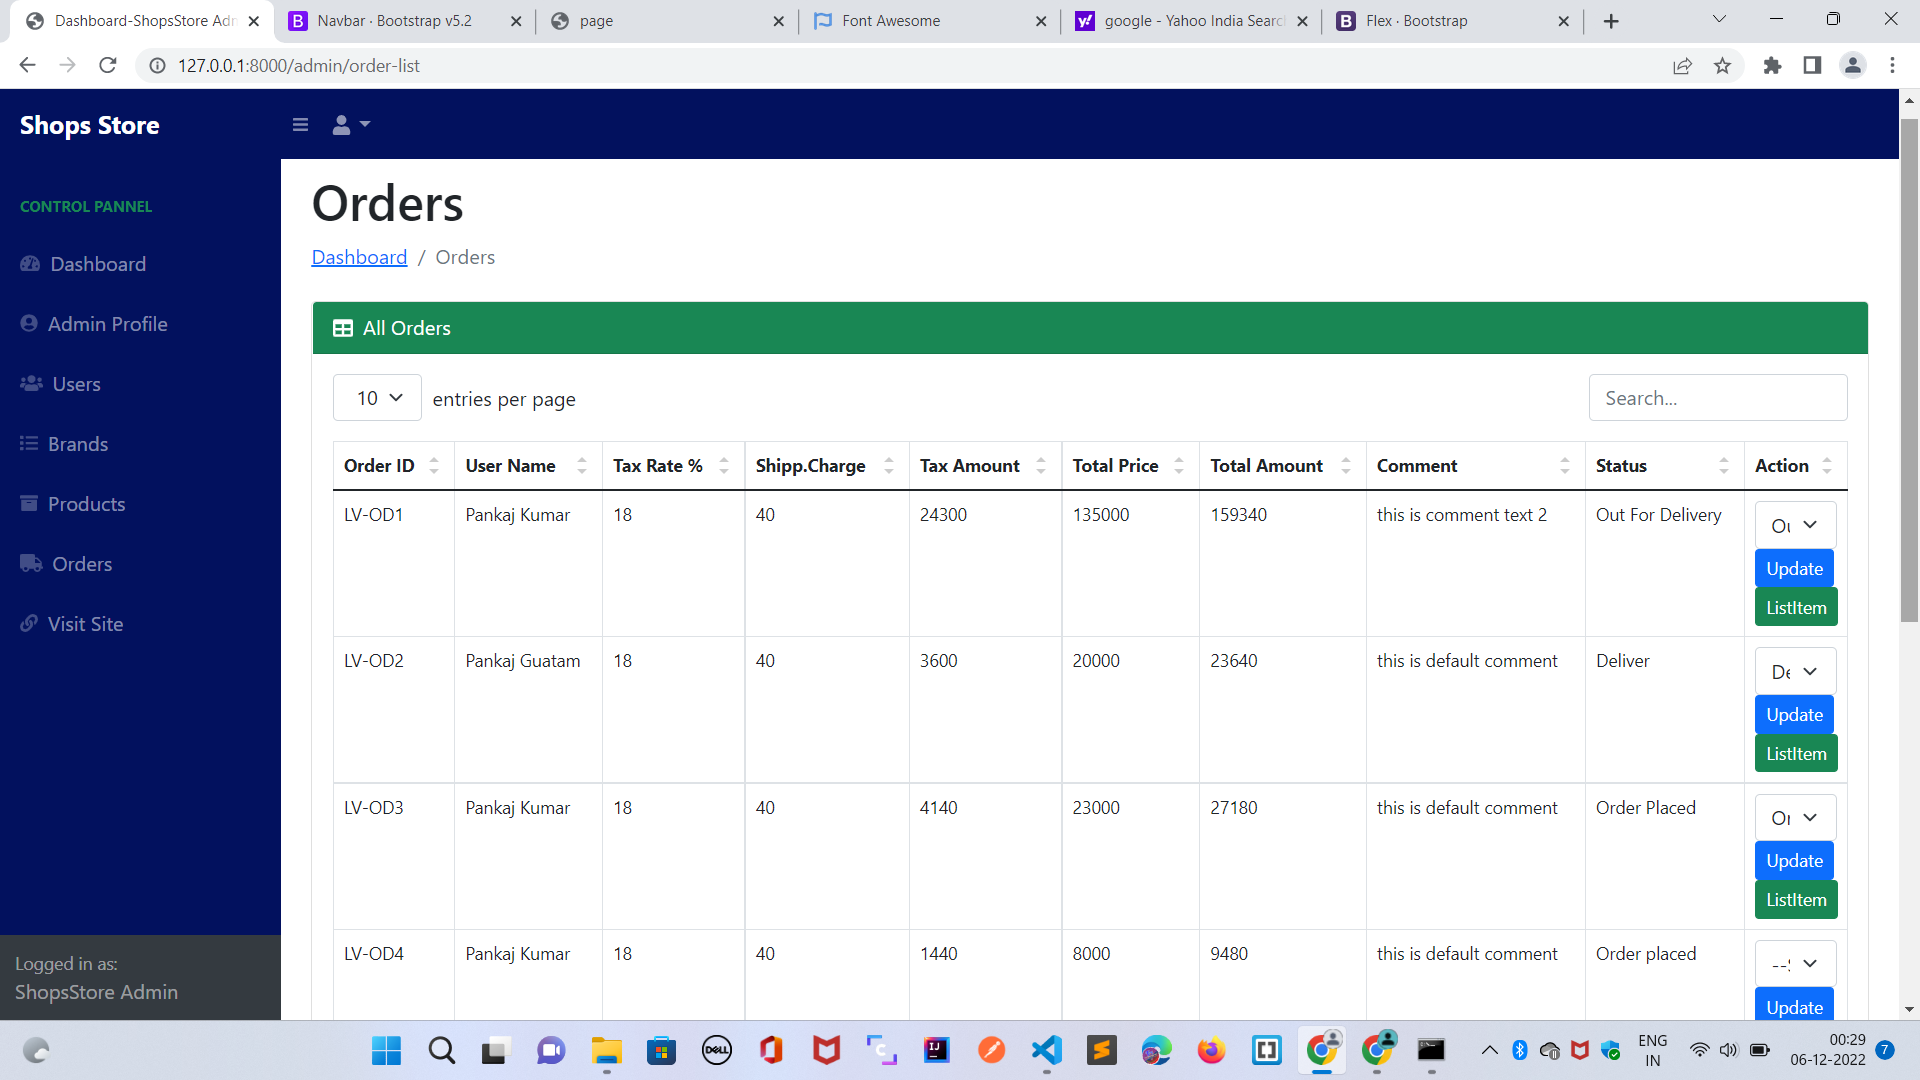 Dashboard-ShopsStore Adm
Navbar · Bootstrap v5.2
page
Font Awesome
google - Yahoo India Search
Flex · Bootstrap
127.0.0.1:8000/admin/order-list
Shops Store
CONTROL PANNEL
Dashboard
Admin Profile
Users
Brands
Products
Orders
Visit Site
Logged in as:
ShopsStore Admin
Orders
Dashboard / Orders
All Orders
10 entries per page
Search...
Order ID User Name Tax Rate % Shipp.Charge Tax Amount Total Price Total Amount Comment Status Action
LV-OD1 Pankaj Kumar 18 40 24300 135000 159340 this is comment text 2 Out For Delivery Ou
Update
ListItem
LV-OD2 Pankaj Guatam 18 40 3600 20000 23640 this is default comment Deliver De
Update
ListItem
LV-OD3 Pankaj Kumar 18 40 4140 23000 27180 this is default comment Order Placed Or
Update
ListItem
LV-OD4 Pankaj Kumar 18 40 1440 8000 9480 this is default comment Order placed --S
Update
DELL
IJ
ENG
IN
00:29
06-12-2022
7